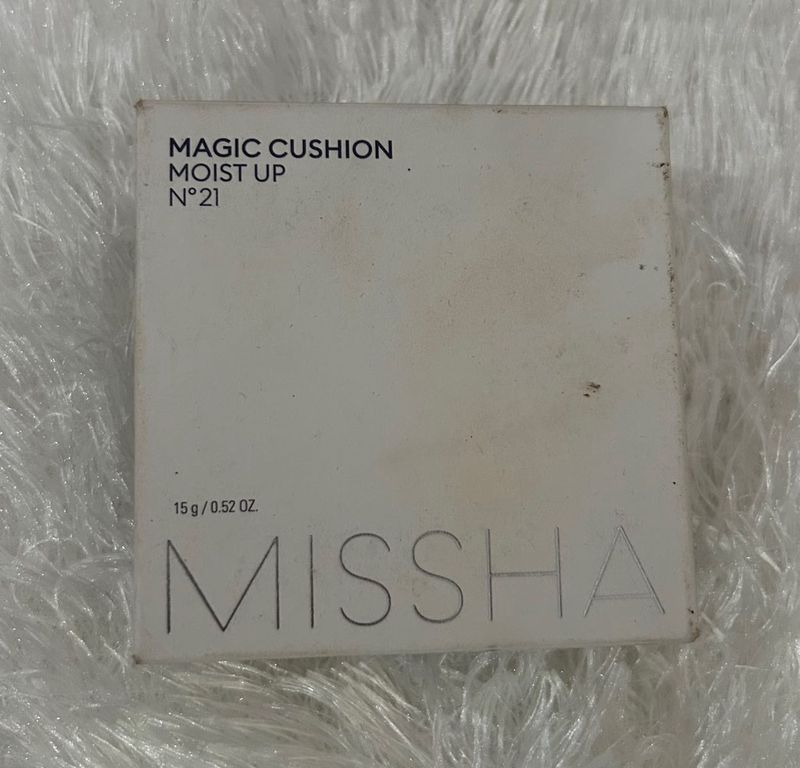 MAGIC CUSHION
MOIST UP
N°21
15 g / 0.52 OZ.
MISSHA